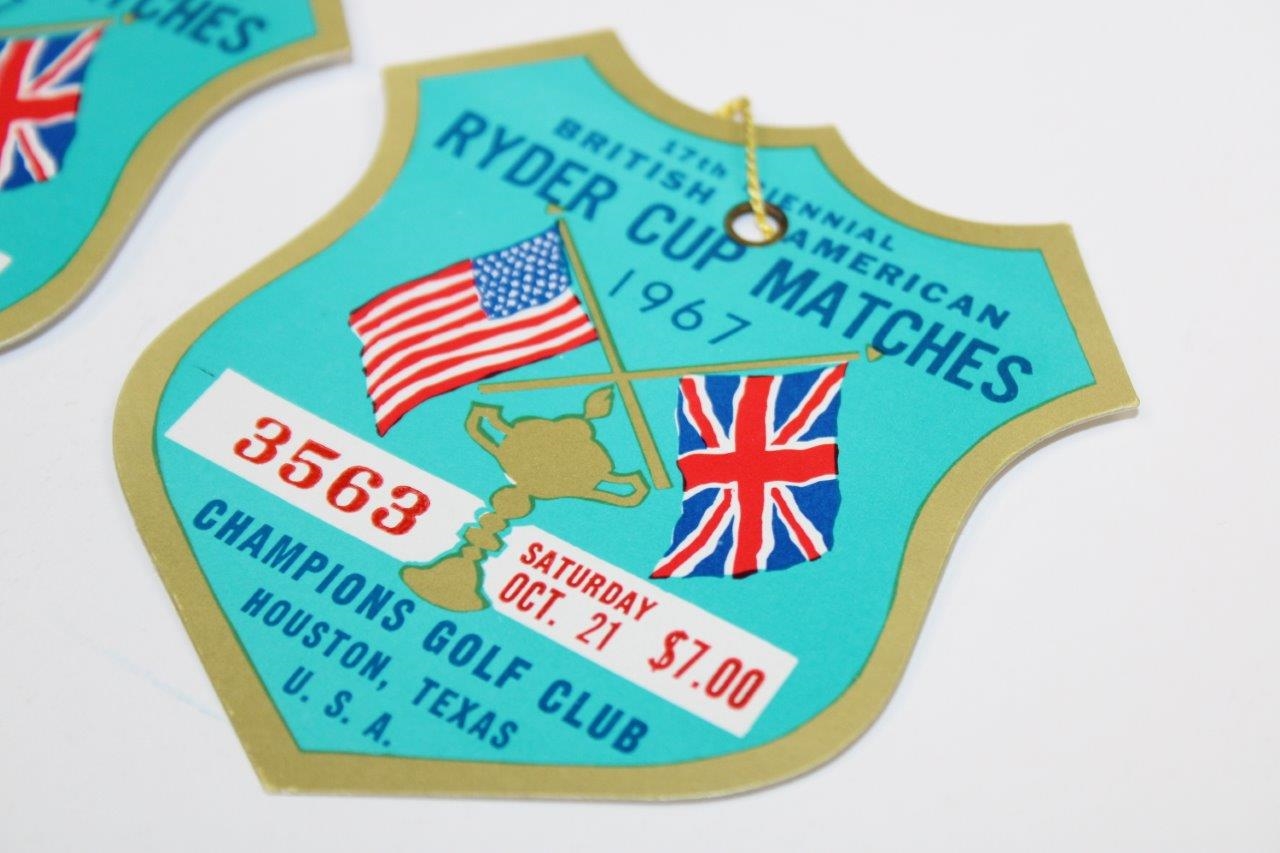 TCHES
17th BIENNIAL
BRITISH AMERICAN
RYDER CUP MATCHES
1967
3563
SATURDAY
OCT. 21 $7.00
CHAMPIONS GOLF CLUB
HOUSTON, TEXAS
U. S. A.